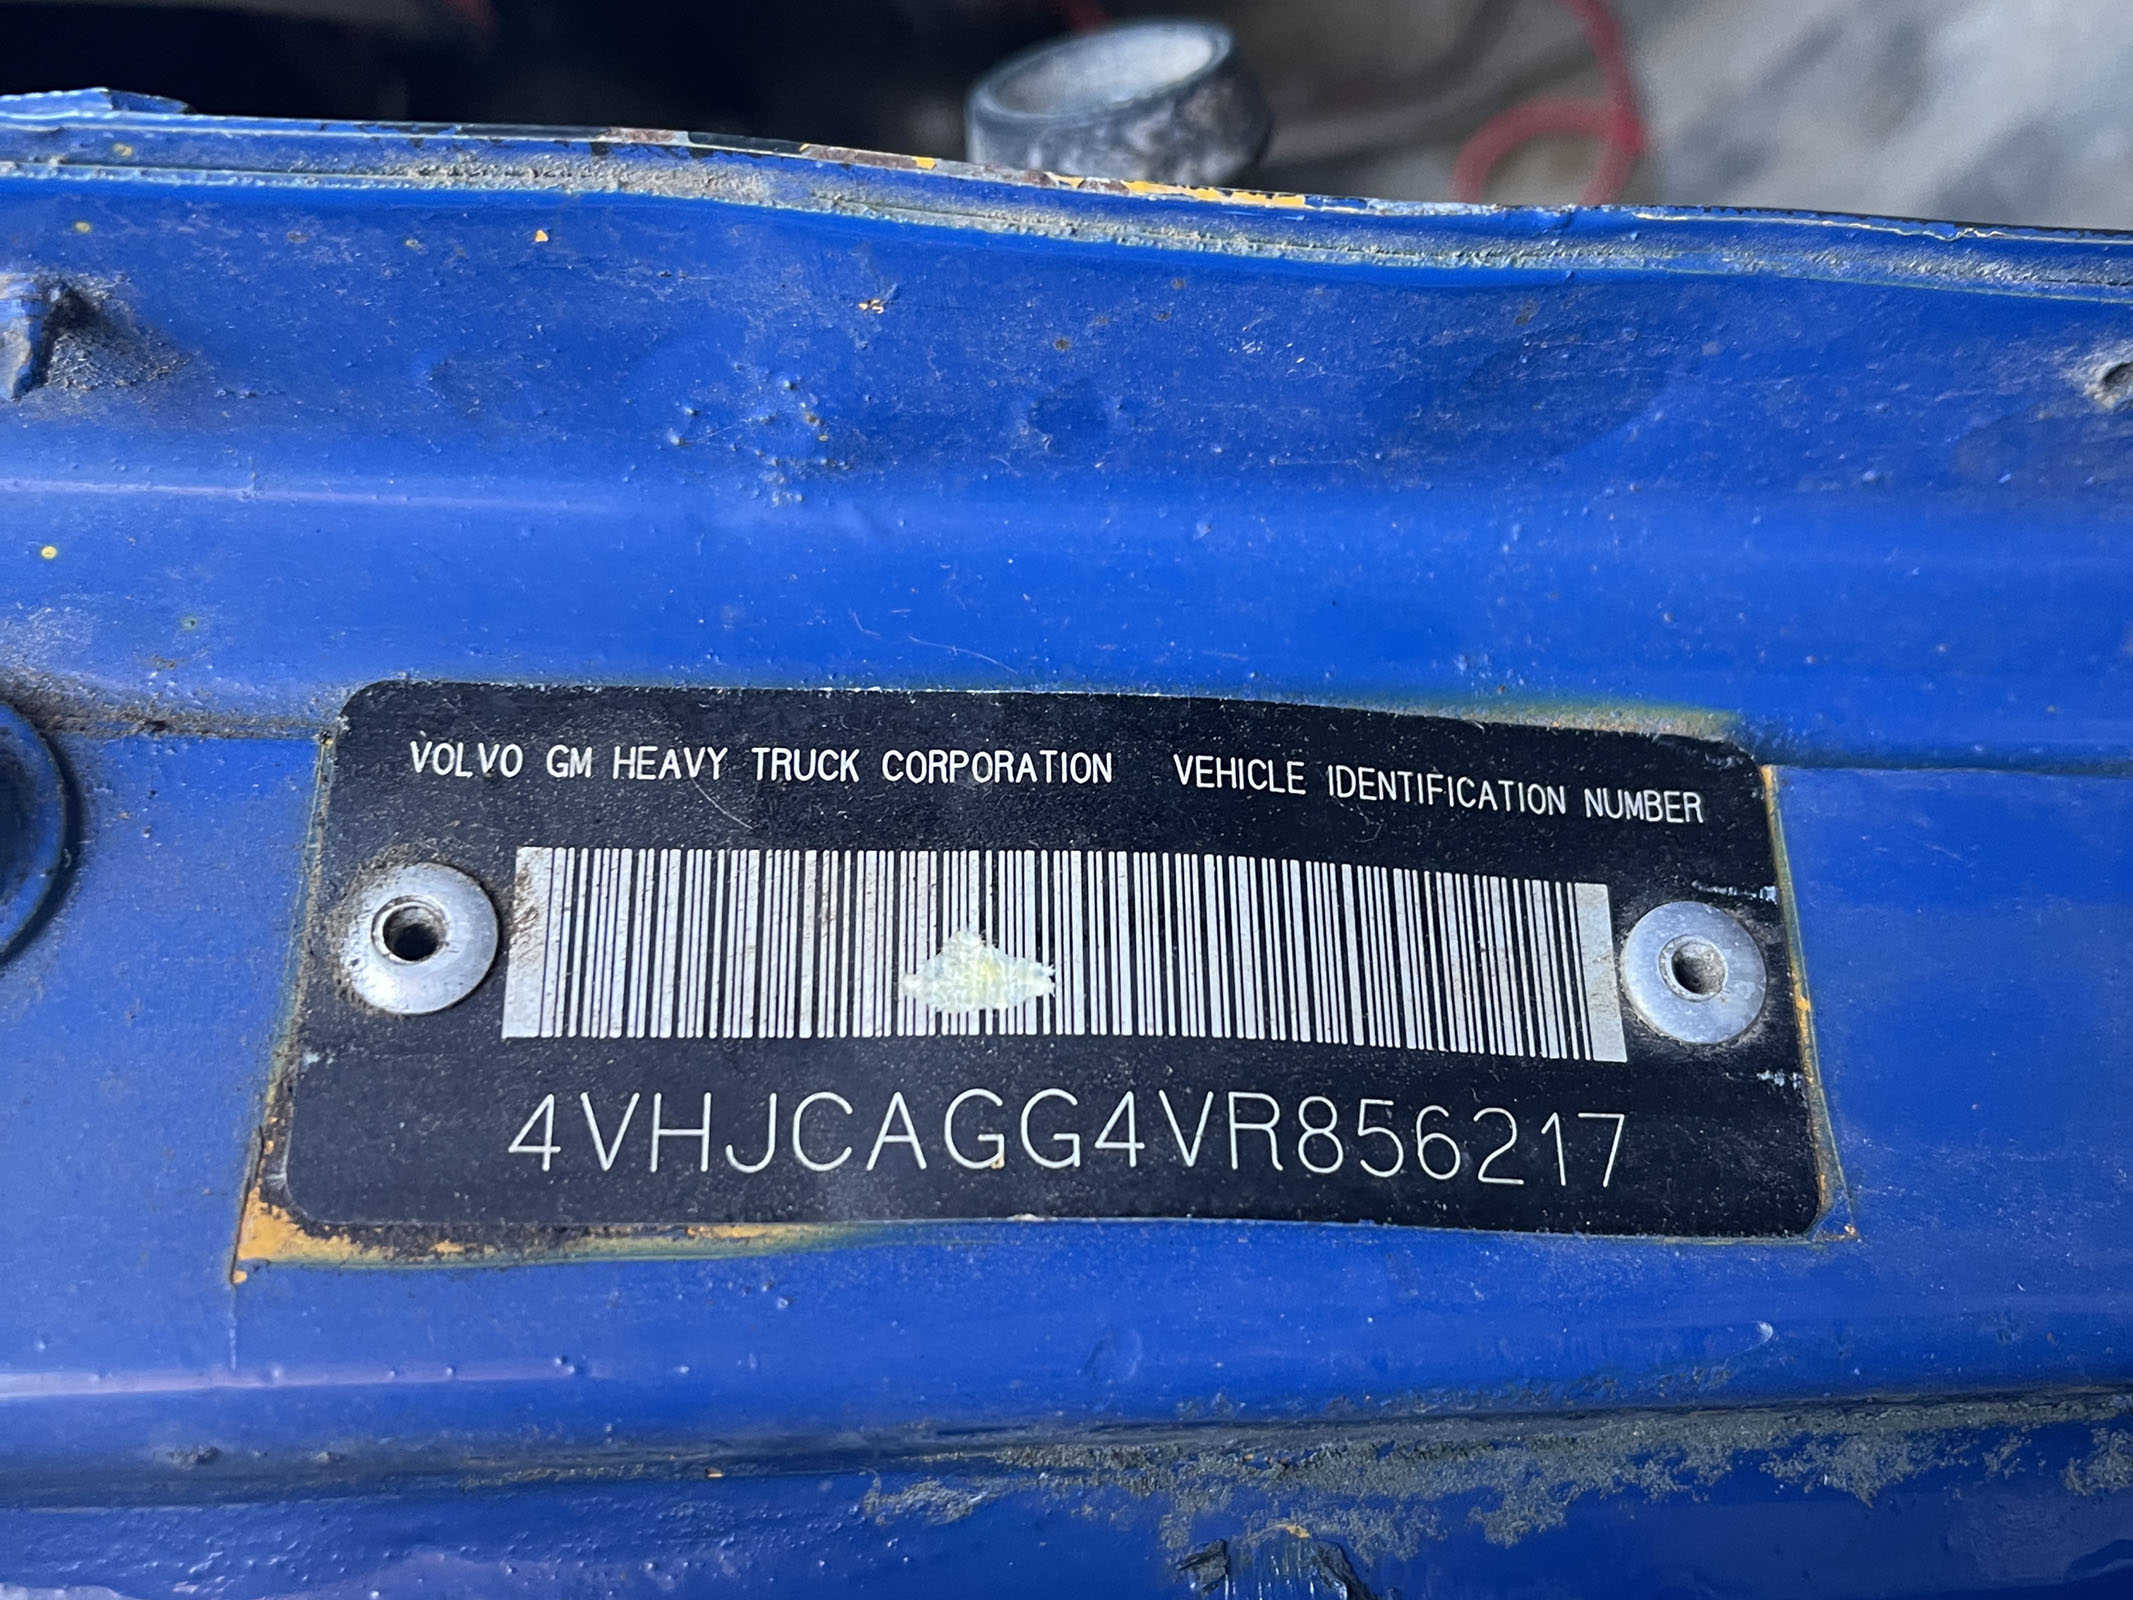 VOLVO GM HEAVY TRUCK CORPORATION VEHICLE IDENTIFICATION NUMBER
4VHJCAGG4VR856217